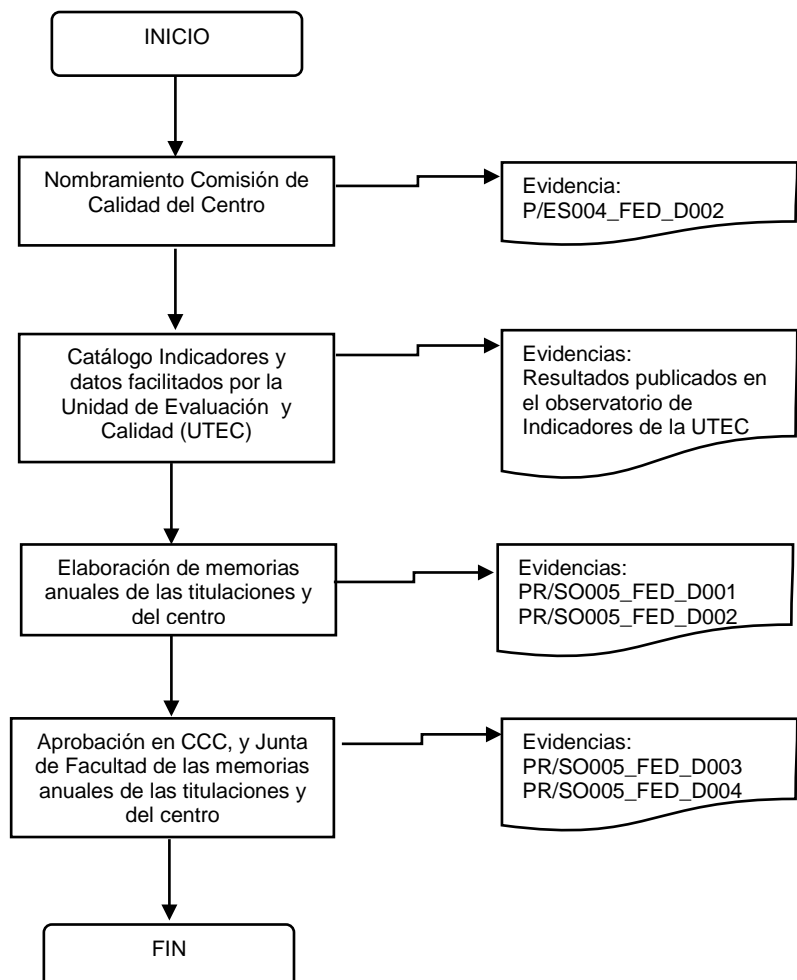 INICIO
Nombramiento Comisión de
Calidad del Centro
Evidencia:
P/ES004_FED_D002
Catálogo Indicadores y
datos facilitados por la
Unidad de Evaluación y
Calidad (UTEC)
Evidencias:
Resultados publicados en
el observatorio de
Indicadores de la UTEC
Elaboración de memorias
anuales de las titulaciones y
del centro
Evidencias:
PR/SO005_FED_D001
PR/SO005_FED_D002
Aprobación en CCC, y Junta
de Facultad de las memorias
anuales de las titulaciones y
del centro
Evidencias:
PR/SO005_FED_D003
PR/SO005_FED_D004
FIN